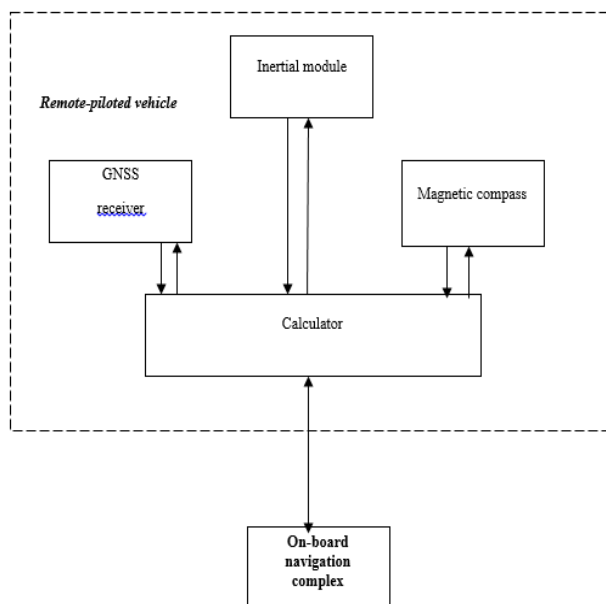 Inertial module
Remote-piloted vehicle
GNSS
receiver
Magnetic compass
Calculator
On-board
navigation
complex